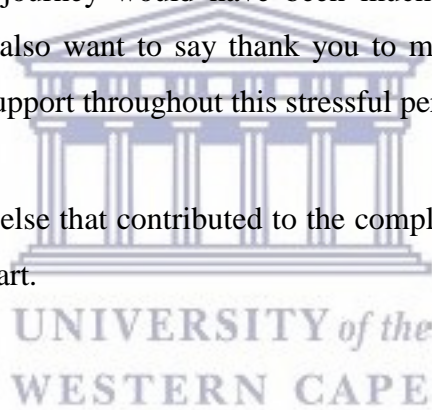 journey would have been much
also want to say thank you to m
upport throughout this stressful per
else that contributed to the compl
art.
UNIVERSITY of the
WESTERN CAPE